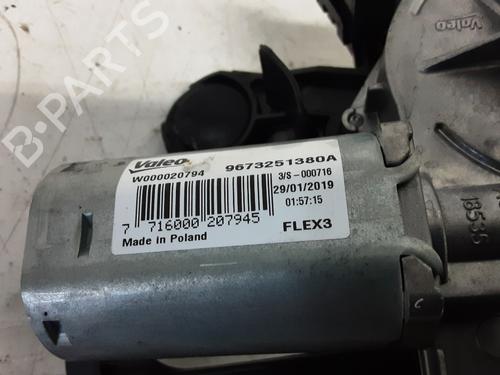 Valeo
W000020794
9673251380A
3/S-000716
29/01/2019
01:57:15
7 716000 207945
Made in Poland
FLEX3
Valeo
B-PARTS